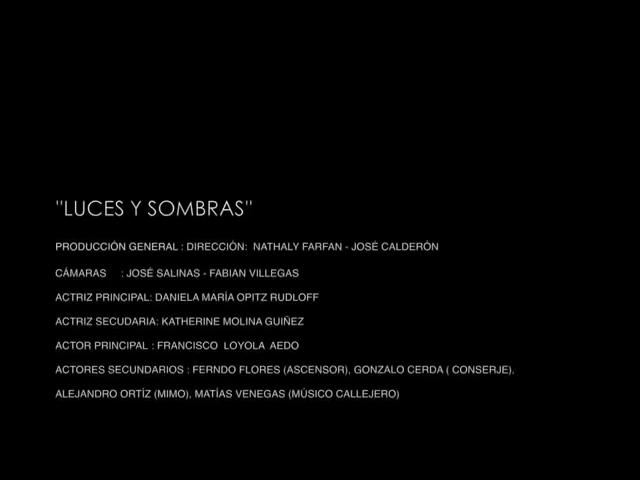 "LUCES Y SOMBRAS"
PRODUCCIÓN GENERAL : DIRECCIÓN: NATHALY FARFAN - JOSÉ CALDERÓN
CÁMARAS : JOSÉ SALINAS - FABIAN VILLEGAS
ACTRIZ PRINCIPAL: DANIELA MARÍA OPITZ RUDLOFF
ACTRIZ SECUDARIA: KATHERINE MOLINA GUIÑEZ
ACTOR PRINCIPAL : FRANCISCO LOYOLA AEDO
ACTORES SECUNDARIOS : FERNDO FLORES (ASCENSOR), GONZALO CERDA ( CONSERJE),
ALEJANDRO ORTÍZ (MIMO), MATÍAS VENEGAS (MÚSICO CALLEJERO)